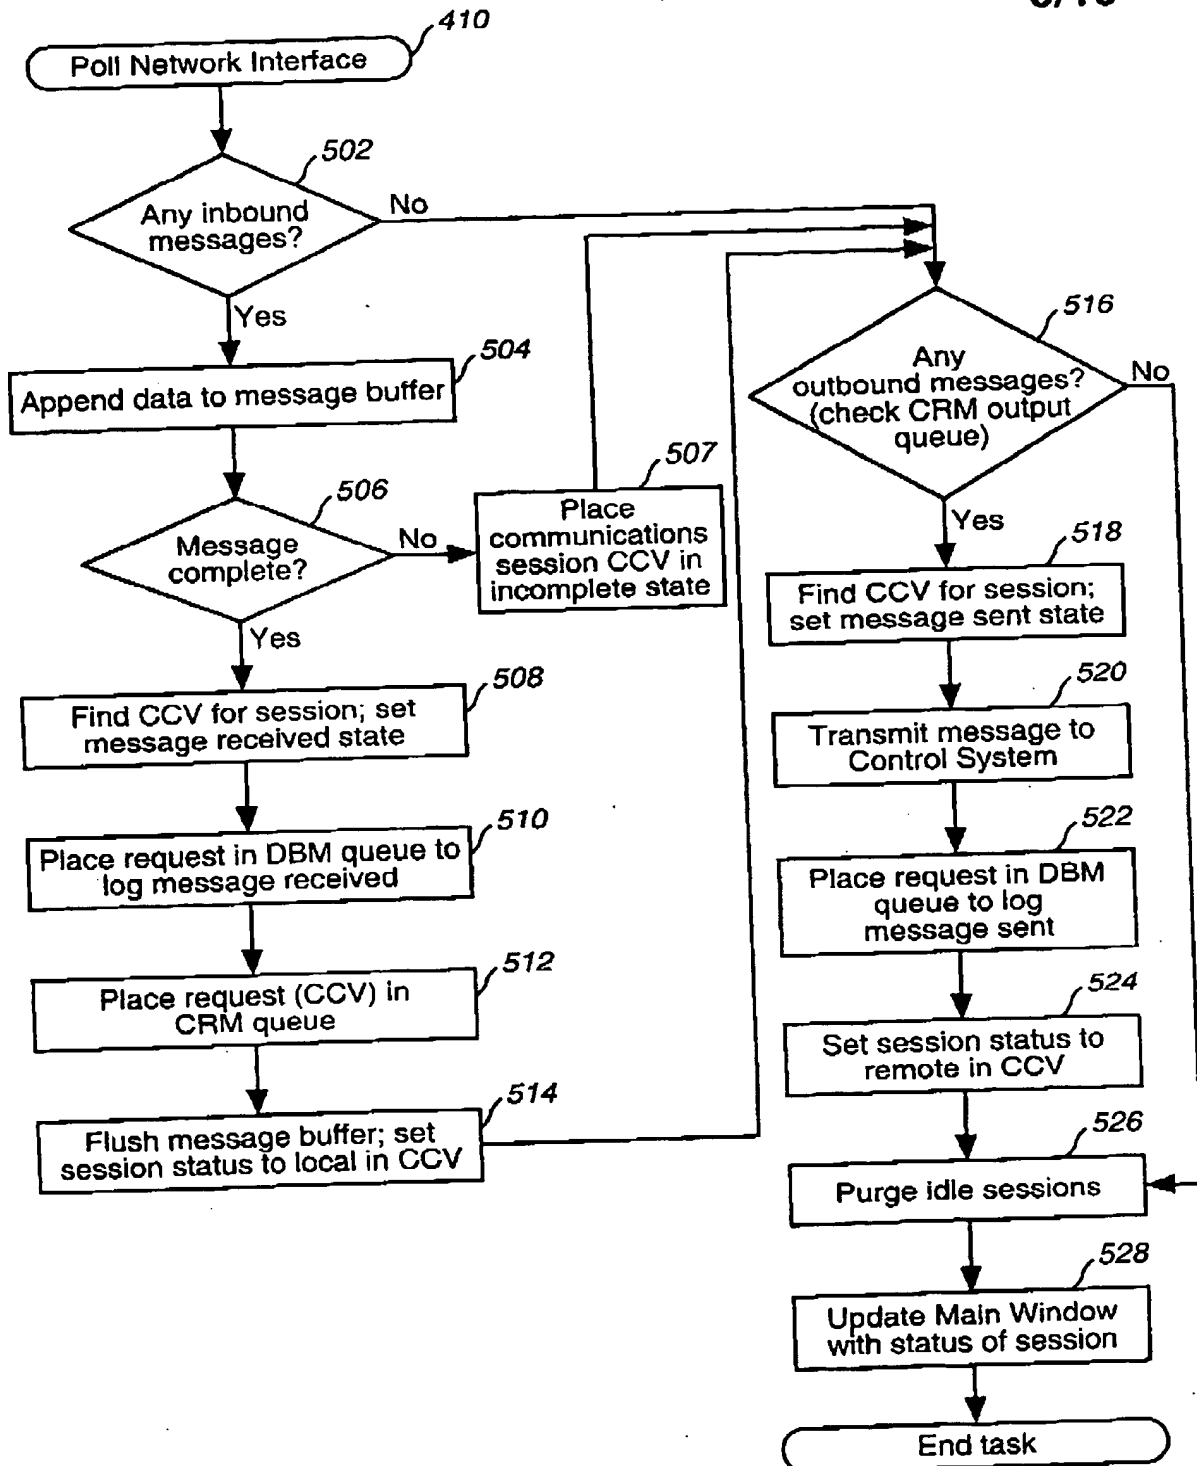 410
Poll Network Interface
502
Any inbound
messages?
No
Yes
504
Append data to message buffer
506
Message
complete?
No
Yes
507
Place
communications
session CCV in
incomplete state
508
Find CCV for session; set
message received state
510
Place request in DBM queue to
log message received
512
Place request (CCV) in
CRM queue
514
Flush message buffer; set
session status to local in CCV
516
Any
outbound messages?
(check CRM output
queue)
No
Yes
518
Find CCV for session;
set message sent state
520
Transmit message to
Control System
522
Place request in DBM
queue to log
message sent
524
Set session status to
remote in CCV
526
Purge idle sessions
528
Update Main Window
with status of session
End task